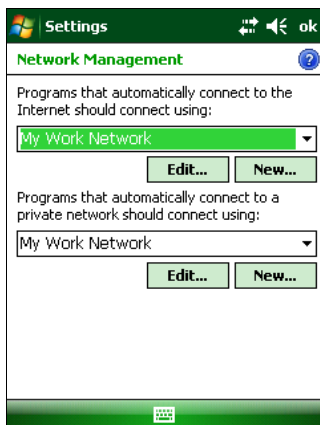 Settings
ok
Network Management
?
Programs that automatically connect to the
Internet should connect using:
My Work Network
Edit...
New...
Programs that automatically connect to a
private network should connect using:
My Work Network
Edit...
New...